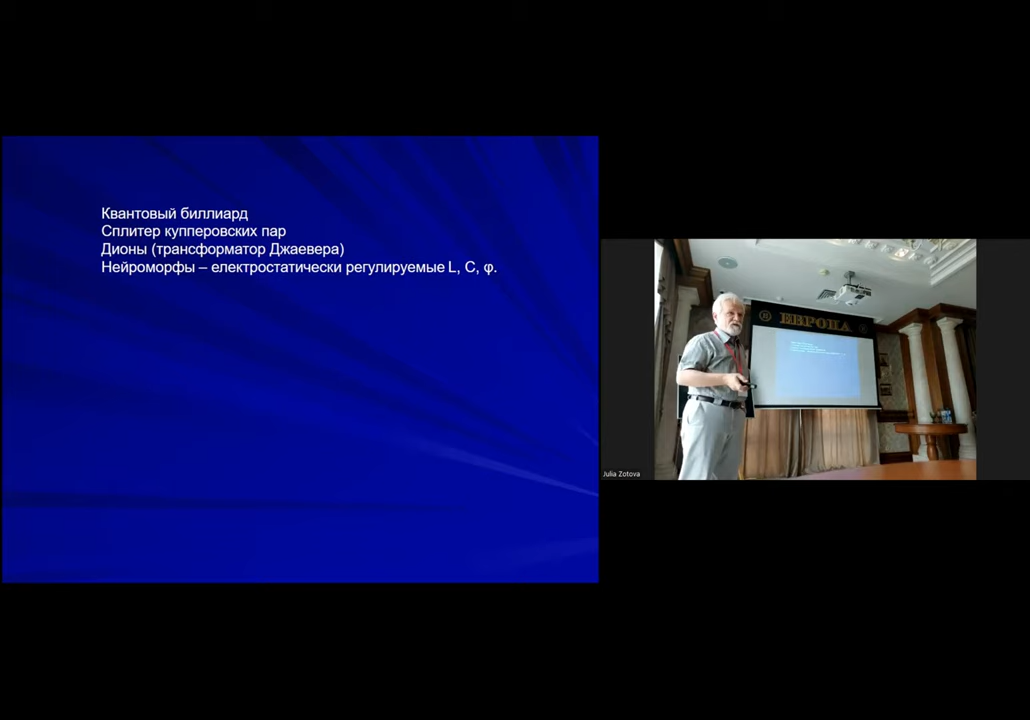 Квантовый биллиард
Сплитер купперовских пар
Дионы (трансформатор Джаевера)
Нейроморфы – електростатически регулируемые L, C, φ.
ЕВРОПА
Julia Zotova